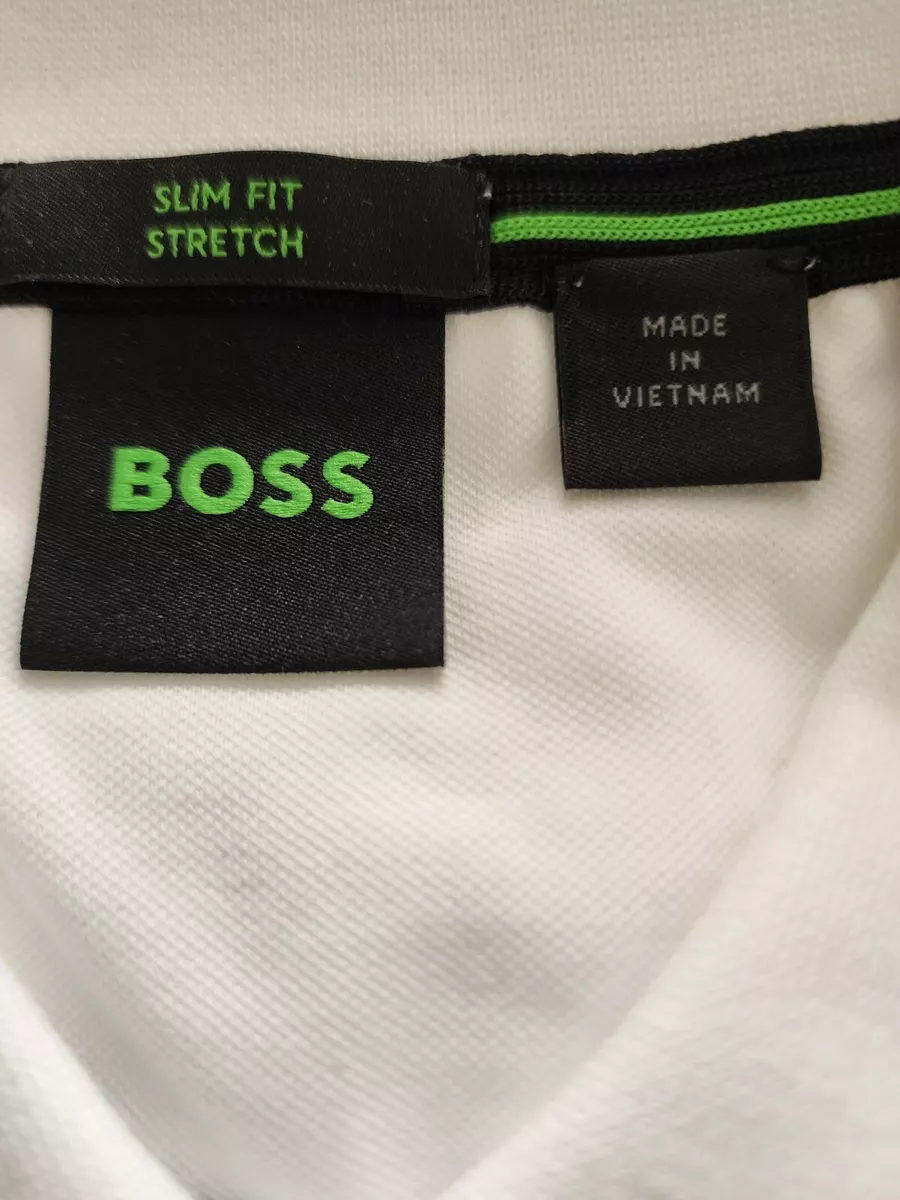 SLIM FIT
STRETCH
BOSS
MADE
IN
VIETNAM